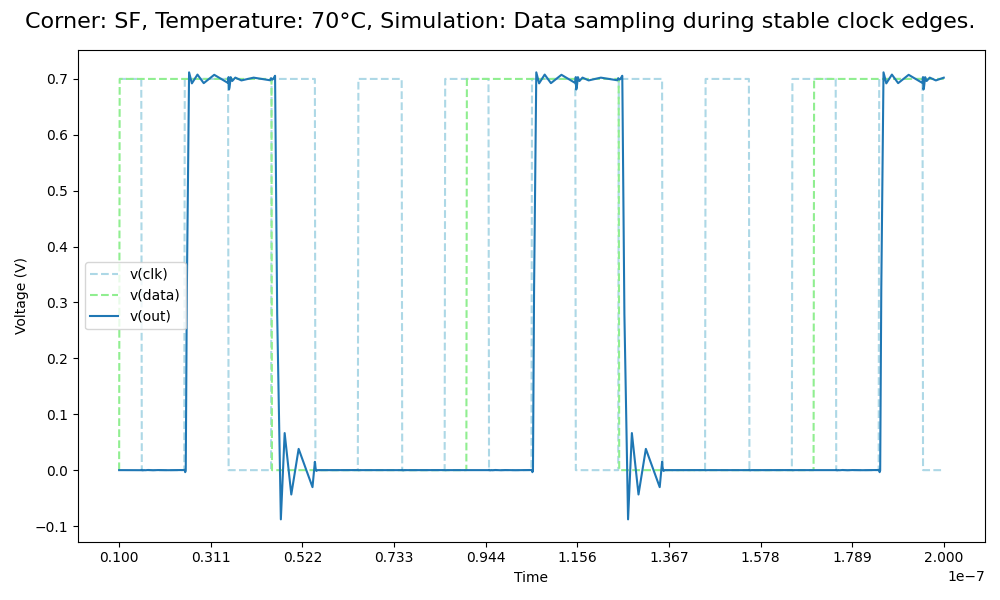 Corner: SF, Temperature: 70°C, Simulation: Data sampling during stable clock edges.
0.7
0.6
0.5
0.4
0.3
0.2
0.1
0.0
−0.1
Voltage (V)
v(clk)
v(data)
v(out)
0.100 0.311 0.522 0.733 0.944 1.156 1.367 1.578 1.789 2.000
Time
1e−7